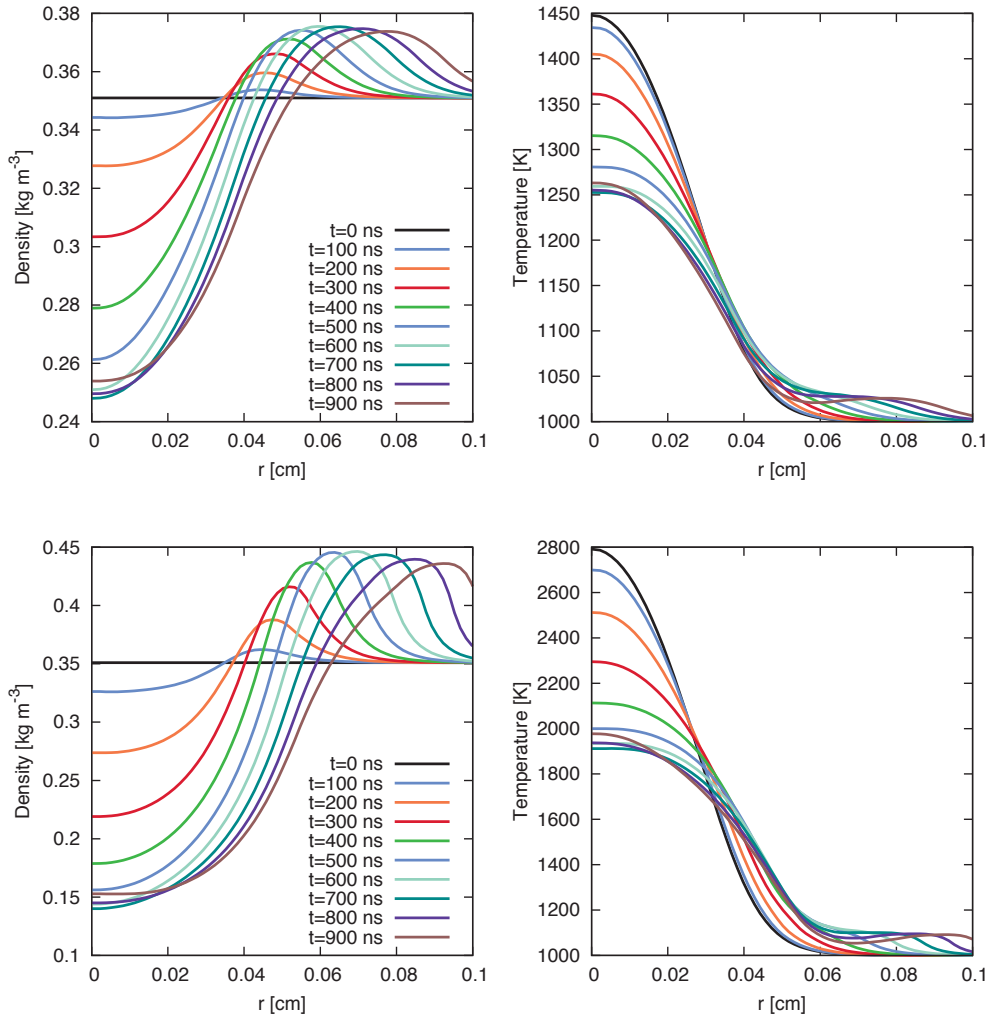 0.38
0.36
0.34
0.32
0.3
0.28
0.26
0.24
Density [kg m-3]
t=0 ns
t=100 ns
t=200 ns
t=300 ns
t=400 ns
t=500 ns
t=600 ns
t=700 ns
t=800 ns
t=900 ns
0 0.02 0.04 0.06 0.08 0.1
r [cm]
1450
1400
1350
1300
1250
1200
1150
1100
1050
1000
Temperature [K]
0 0.02 0.04 0.06 0.08 0.1
r [cm]
0.45
0.4
0.35
0.3
0.25
0.2
0.15
0.1
Density [kg m-3]
t=0 ns
t=100 ns
t=200 ns
t=300 ns
t=400 ns
t=500 ns
t=600 ns
t=700 ns
t=800 ns
t=900 ns
0 0.02 0.04 0.06 0.08 0.1
r [cm]
2800
2600
2400
2200
2000
1800
1600
1400
1200
1000
Temperature [K]
0 0.02 0.04 0.06 0.08 0.1
r [cm]